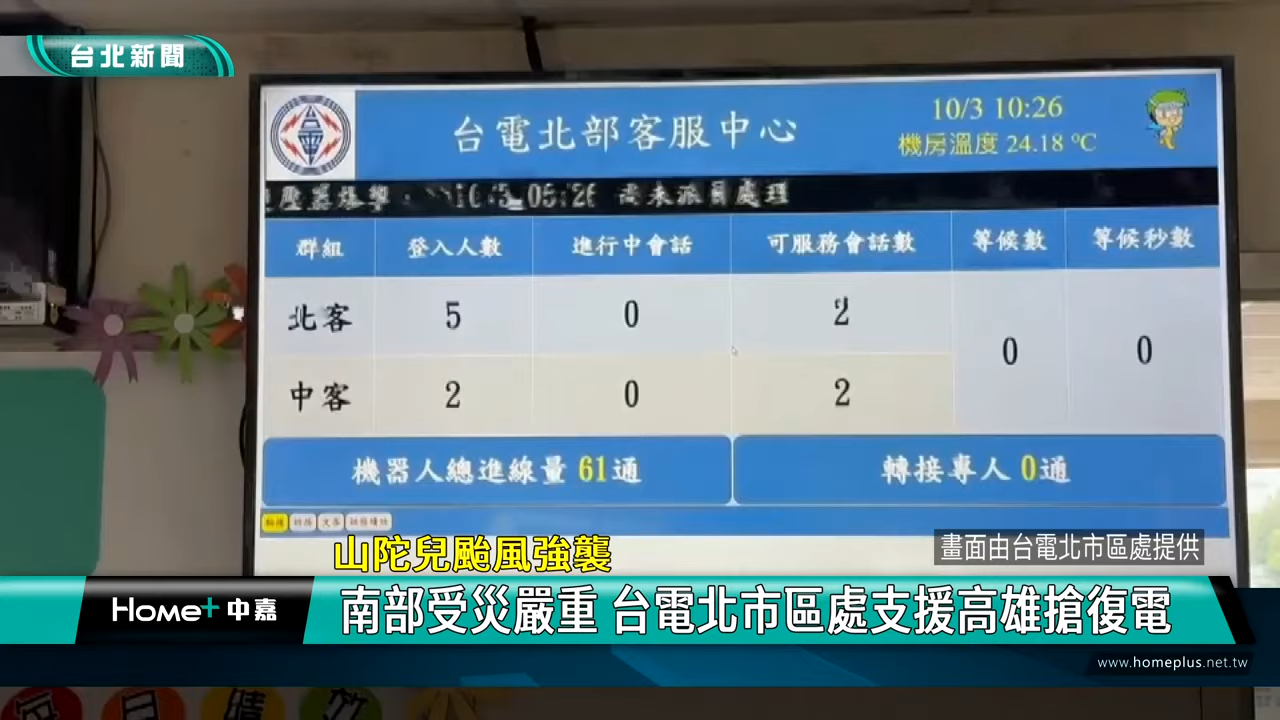 台北新聞
台電北部客服中心
10/3 10:26
機房溫度 24.18 ℃
壓器爆炸
05:26 尚未派員處理
群組 登入人數 進行中會話 可服務會話數 等候數 等候秒數
北客 5 0 2 0 0
中客 2 0 2
機器人總進線量 61通
轉接專人 0通
山陀兒颱風強襲
畫面由台電北市區處提供
Home+中嘉
南部受災嚴重 台電北市區處支援高雄搶復電
www.homeplus.net.tw